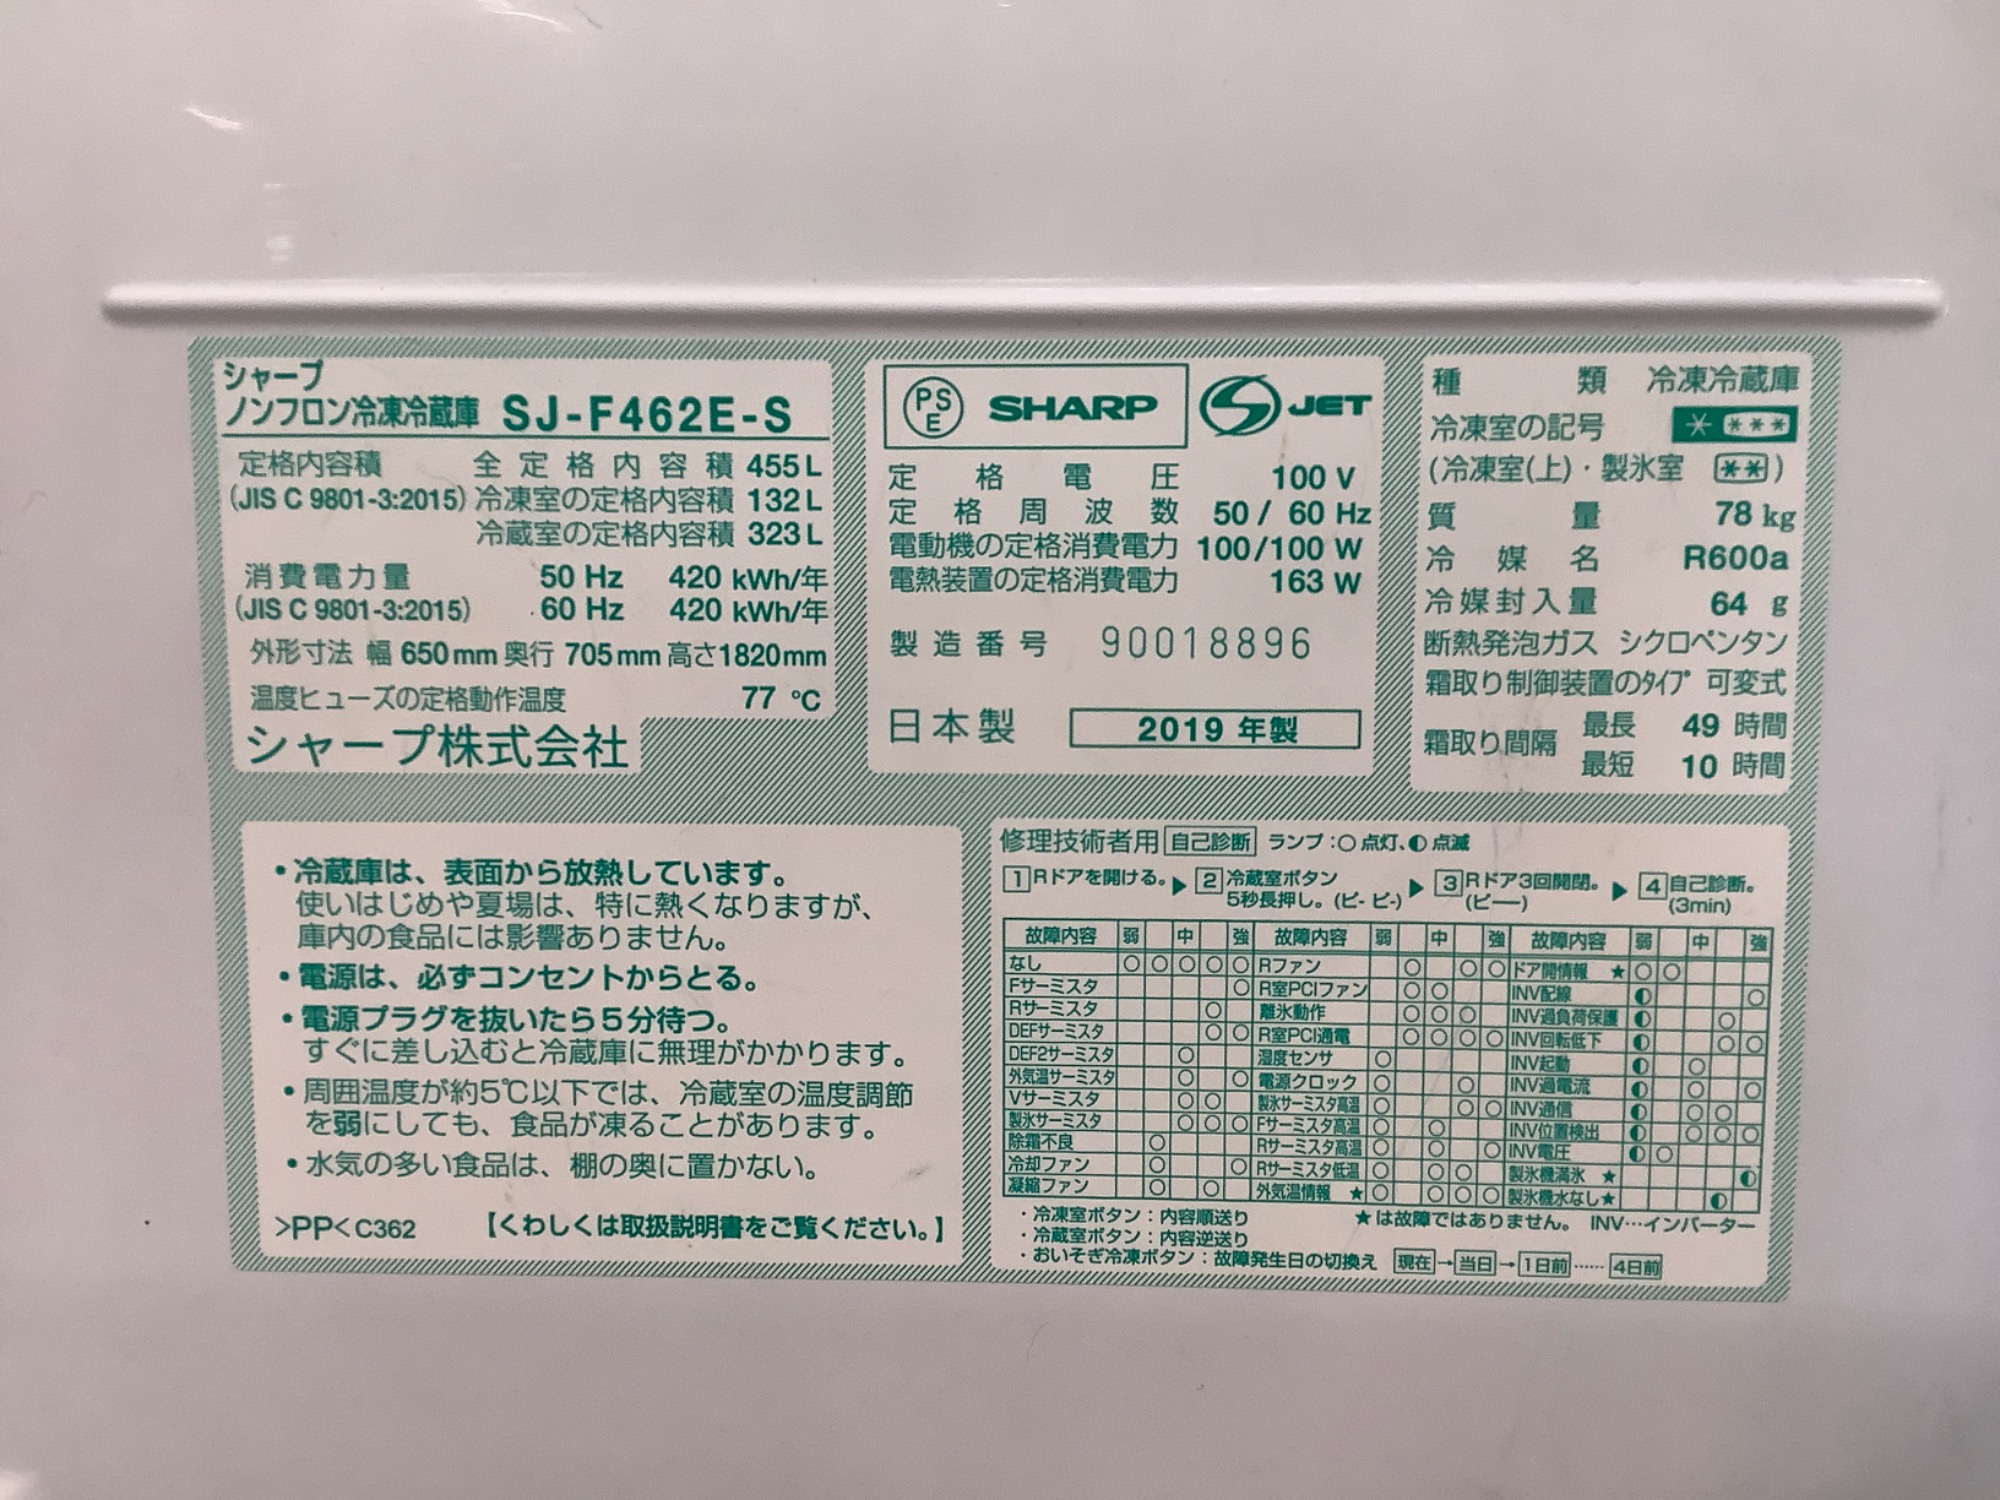 シャープ
ノンフロン冷凍冷蔵庫 SJ-F462E-S
定格内容積 全定格内容積 455L
(JIS C 9801-3:2015) 冷凍室の定格内容積 132L
冷蔵室の定格内容積 323L
消費電力量 50 Hz 420 kWh/年
(JIS C 9801-3:2015) 60 Hz 420 kWh/年
外形寸法 幅 650mm 奥行 705mm 高さ1820mm
温度ヒューズの定格動作温度 77 ℃
シャープ株式会社
PS
E
SHARP
JET
定格電圧 100 V
定格周波数 50 / 60 Hz
電動機の定格消費電力 100/100 W
電熱装置の定格消費電力 163 W
製造番号 90018896
日本製 2019 年製
種類 冷凍冷蔵庫
冷凍室の記号 * ***
(冷凍室(上)・製氷室 **)
質量 78 kg
冷媒名 R600a
冷媒封入量 64 g
断熱発泡ガス シクロペンタン
霜取り制御装置のタイプ 可変式
霜取り間隔 最長 49 時間
最短 10 時間
・冷蔵庫は、表面から放熱しています。
使いはじめや夏場は、特に熱くなりますが、
庫内の食品には影響ありません。
・電源は、必ずコンセントからとる。
・電源プラグを抜いたら5分待つ。
すぐに差し込むと冷蔵庫に無理がかかります。
・周囲温度が約5℃以下では、冷蔵室の温度調節
を弱にしても、食品が凍ることがあります。
・水気の多い食品は、棚の奥に置かない。
>PP< C362 【くわしくは取扱説明書をご覧ください。】
修理技術者用 自己診断 ランプ:○点灯、◐点滅
1 Rドアを開ける。▶ 2 冷蔵室ボタン 5秒長押し。(ピ- ピ-) ▶ 3 Rドア3回開閉。(ピー) ▶ 4 自己診断。(3min)
故障内容 弱 中 強 故障内容 弱 中 強 故障内容 弱 中 強
なし ○ ○ ○ ○ ○ Rファン ○ ○ ○ ドア開情報 ★ ○ ○
Fサーミスタ ○ R室PCIファン ○ ○ INV配線 ◐ ○
Rサーミスタ ○ 離氷動作 ○ ○ ○ INV過負荷保護 ◐ ○
DEFサーミスタ ○ ○ R室PCI通電 ○ ○ ○ ○ INV回転低下 ◐ ○ ○
DEF2サーミスタ ○ 湿度センサ ○ INV起動 ◐ ○
外気温サーミスタ ○ ○ 電源クロック ○ ○ INV過電流 ◐ ○ ○
Vサーミスタ ○ ○ 製氷サーミスタ高温 ○ ○ ○ INV通信 ◐ ○ ○
製氷サーミスタ ○ ○ ○ Fサーミスタ高温 ○ ○ INV位置検出 ◐ ○ ○ ○
除霜不良 ○ Rサーミスタ高温 ○ ○ ○ INV電圧 ◐ ○
冷却ファン ○ ○ Rサーミスタ低温 ○ ○ ○ 製氷機満氷 ★ ◐
凝縮ファン ○ ○ 外気温情報 ★ ○ ○ ○ ○ 製氷機水なし★ ◐
・冷凍室ボタン:内容順送り ★は故障ではありません。 INV…インバーター
・冷蔵室ボタン:内容逆送り
・おいそぎ冷凍ボタン:故障発生日の切換え 現在→当日→1日前……4日前